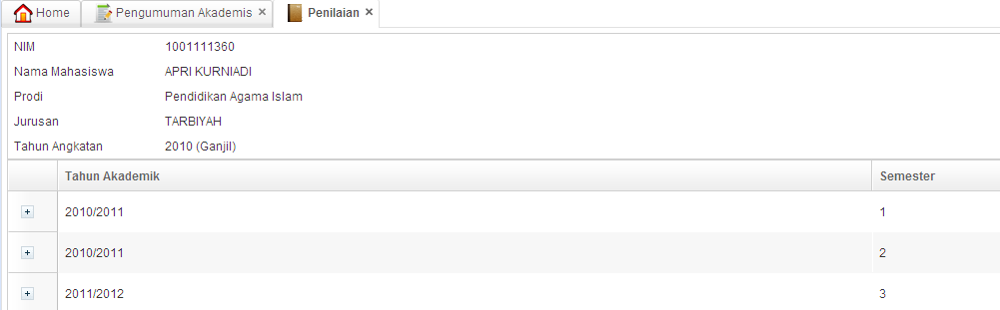 Home Pengumuman Akademis Penilaian
NIM 1001111360
Nama Mahasiswa APRI KURNIADI
Prodi Pendidikan Agama Islam
Jurusan TARBIYAH
Tahun Angkatan 2010 (Ganjil)
Tahun Akademik Semester
2010/2011 1
2010/2011 2
2011/2012 3